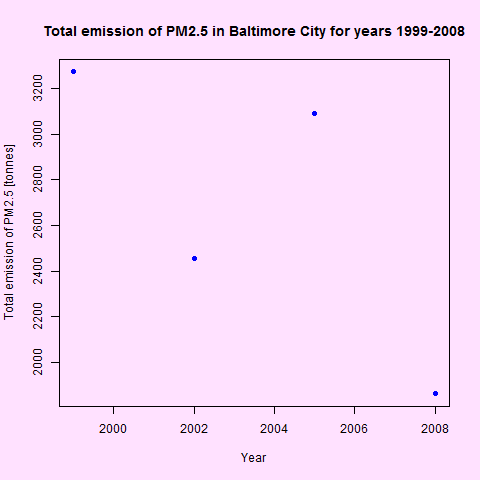 Total emission of PM2.5 in Baltimore City for years 1999-2008
Total emission of PM2.5 [tonnes]
3200
3000
2800
2600
2400
2200
2000
2000 2002 2004 2006 2008
Year